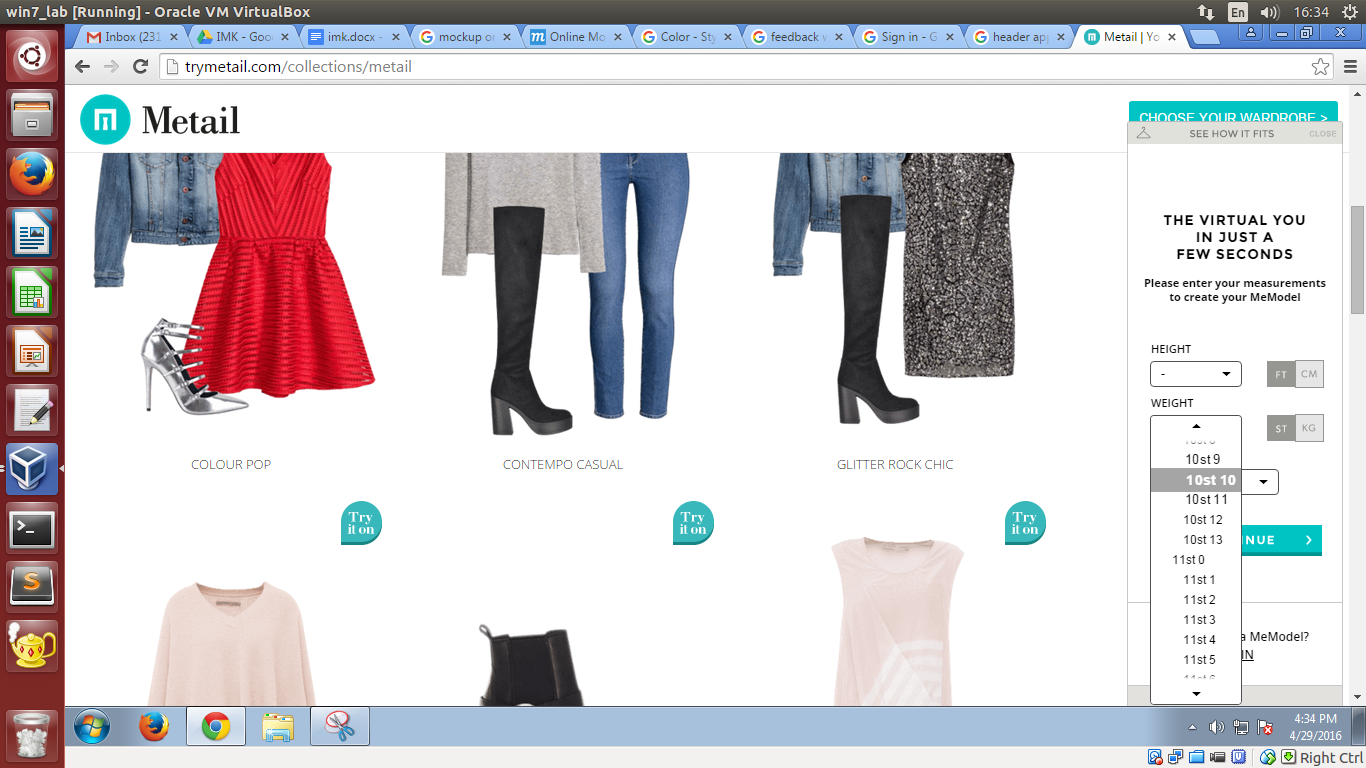 win7_lab [Running] - Oracle VM VirtualBox
En
16:34
Inbox (231
IMK - Goo
imk.docx -
mockup or
Online Mo
Color - Sty
feedback w
Sign in - G
header app
Metail | Yo
trymetail.com/collections/metail
Metail
CHOOSE YOUR WARDROBE >
SEE HOW IT FITS
CLOSE
THE VIRTUAL YOU
IN JUST A
FEW SECONDS
Please enter your measurements
to create your MeModel
HEIGHT
-
FT
CM
WEIGHT
ST
KG
10st 9
10st 10
10st 11
10st 12
10st 13
11st 0
11st 1
11st 2
11st 3
11st 4
11st 5
11st 6
NUE
a MeModel?
IN
COLOUR POP
CONTEMPO CASUAL
GLITTER ROCK CHIC
Try
it on
Try
it on
Try
it on
4:34 PM
4/29/2016
Right Ctrl